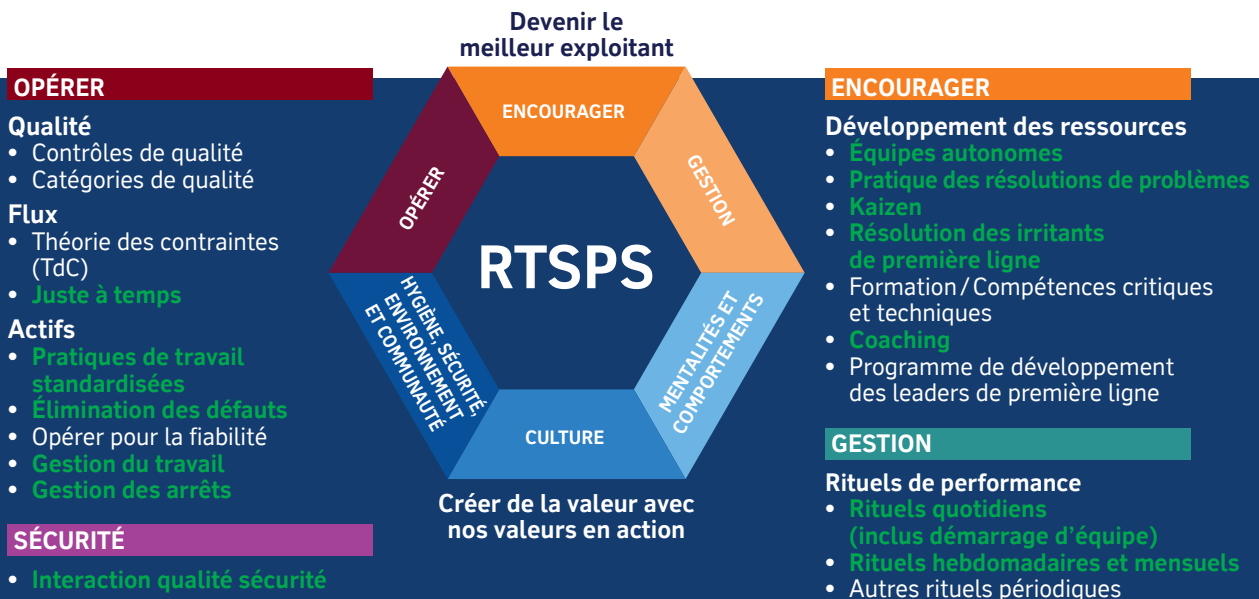 Devenir le
meilleur exploitant
OPÉRER
Qualité
• Contrôles de qualité
• Catégories de qualité
Flux
• Théorie des contraintes
(TdC)
• Juste à temps
Actifs
• Pratiques de travail
standardisées
• Élimination des défauts
• Opérer pour la fiabilité
• Gestion du travail
• Gestion des arrêts
SÉCURITÉ
• Interaction qualité sécurité
ENCOURAGER
GESTION
MENTALITÉS ET
COMPORTEMENTS
CULTURE
HYGIÈNE, SÉCURITÉ,
ENVIRONNEMENT
ET COMMUNAUTÉ
OPÉRER
RTSPS
Créer de la valeur avec
nos valeurs en action
ENCOURAGER
Développement des ressources
• Équipes autonomes
• Pratique des résolutions de problèmes
• Kaizen
• Résolution des irritants
de première ligne
• Formation / Compétences critiques
et techniques
• Coaching
• Programme de développement
des leaders de première ligne
GESTION
Rituels de performance
• Rituels quotidiens
(inclus démarrage d'équipe)
• Rituels hebdomadaires et mensuels
• Autres rituels périodiques